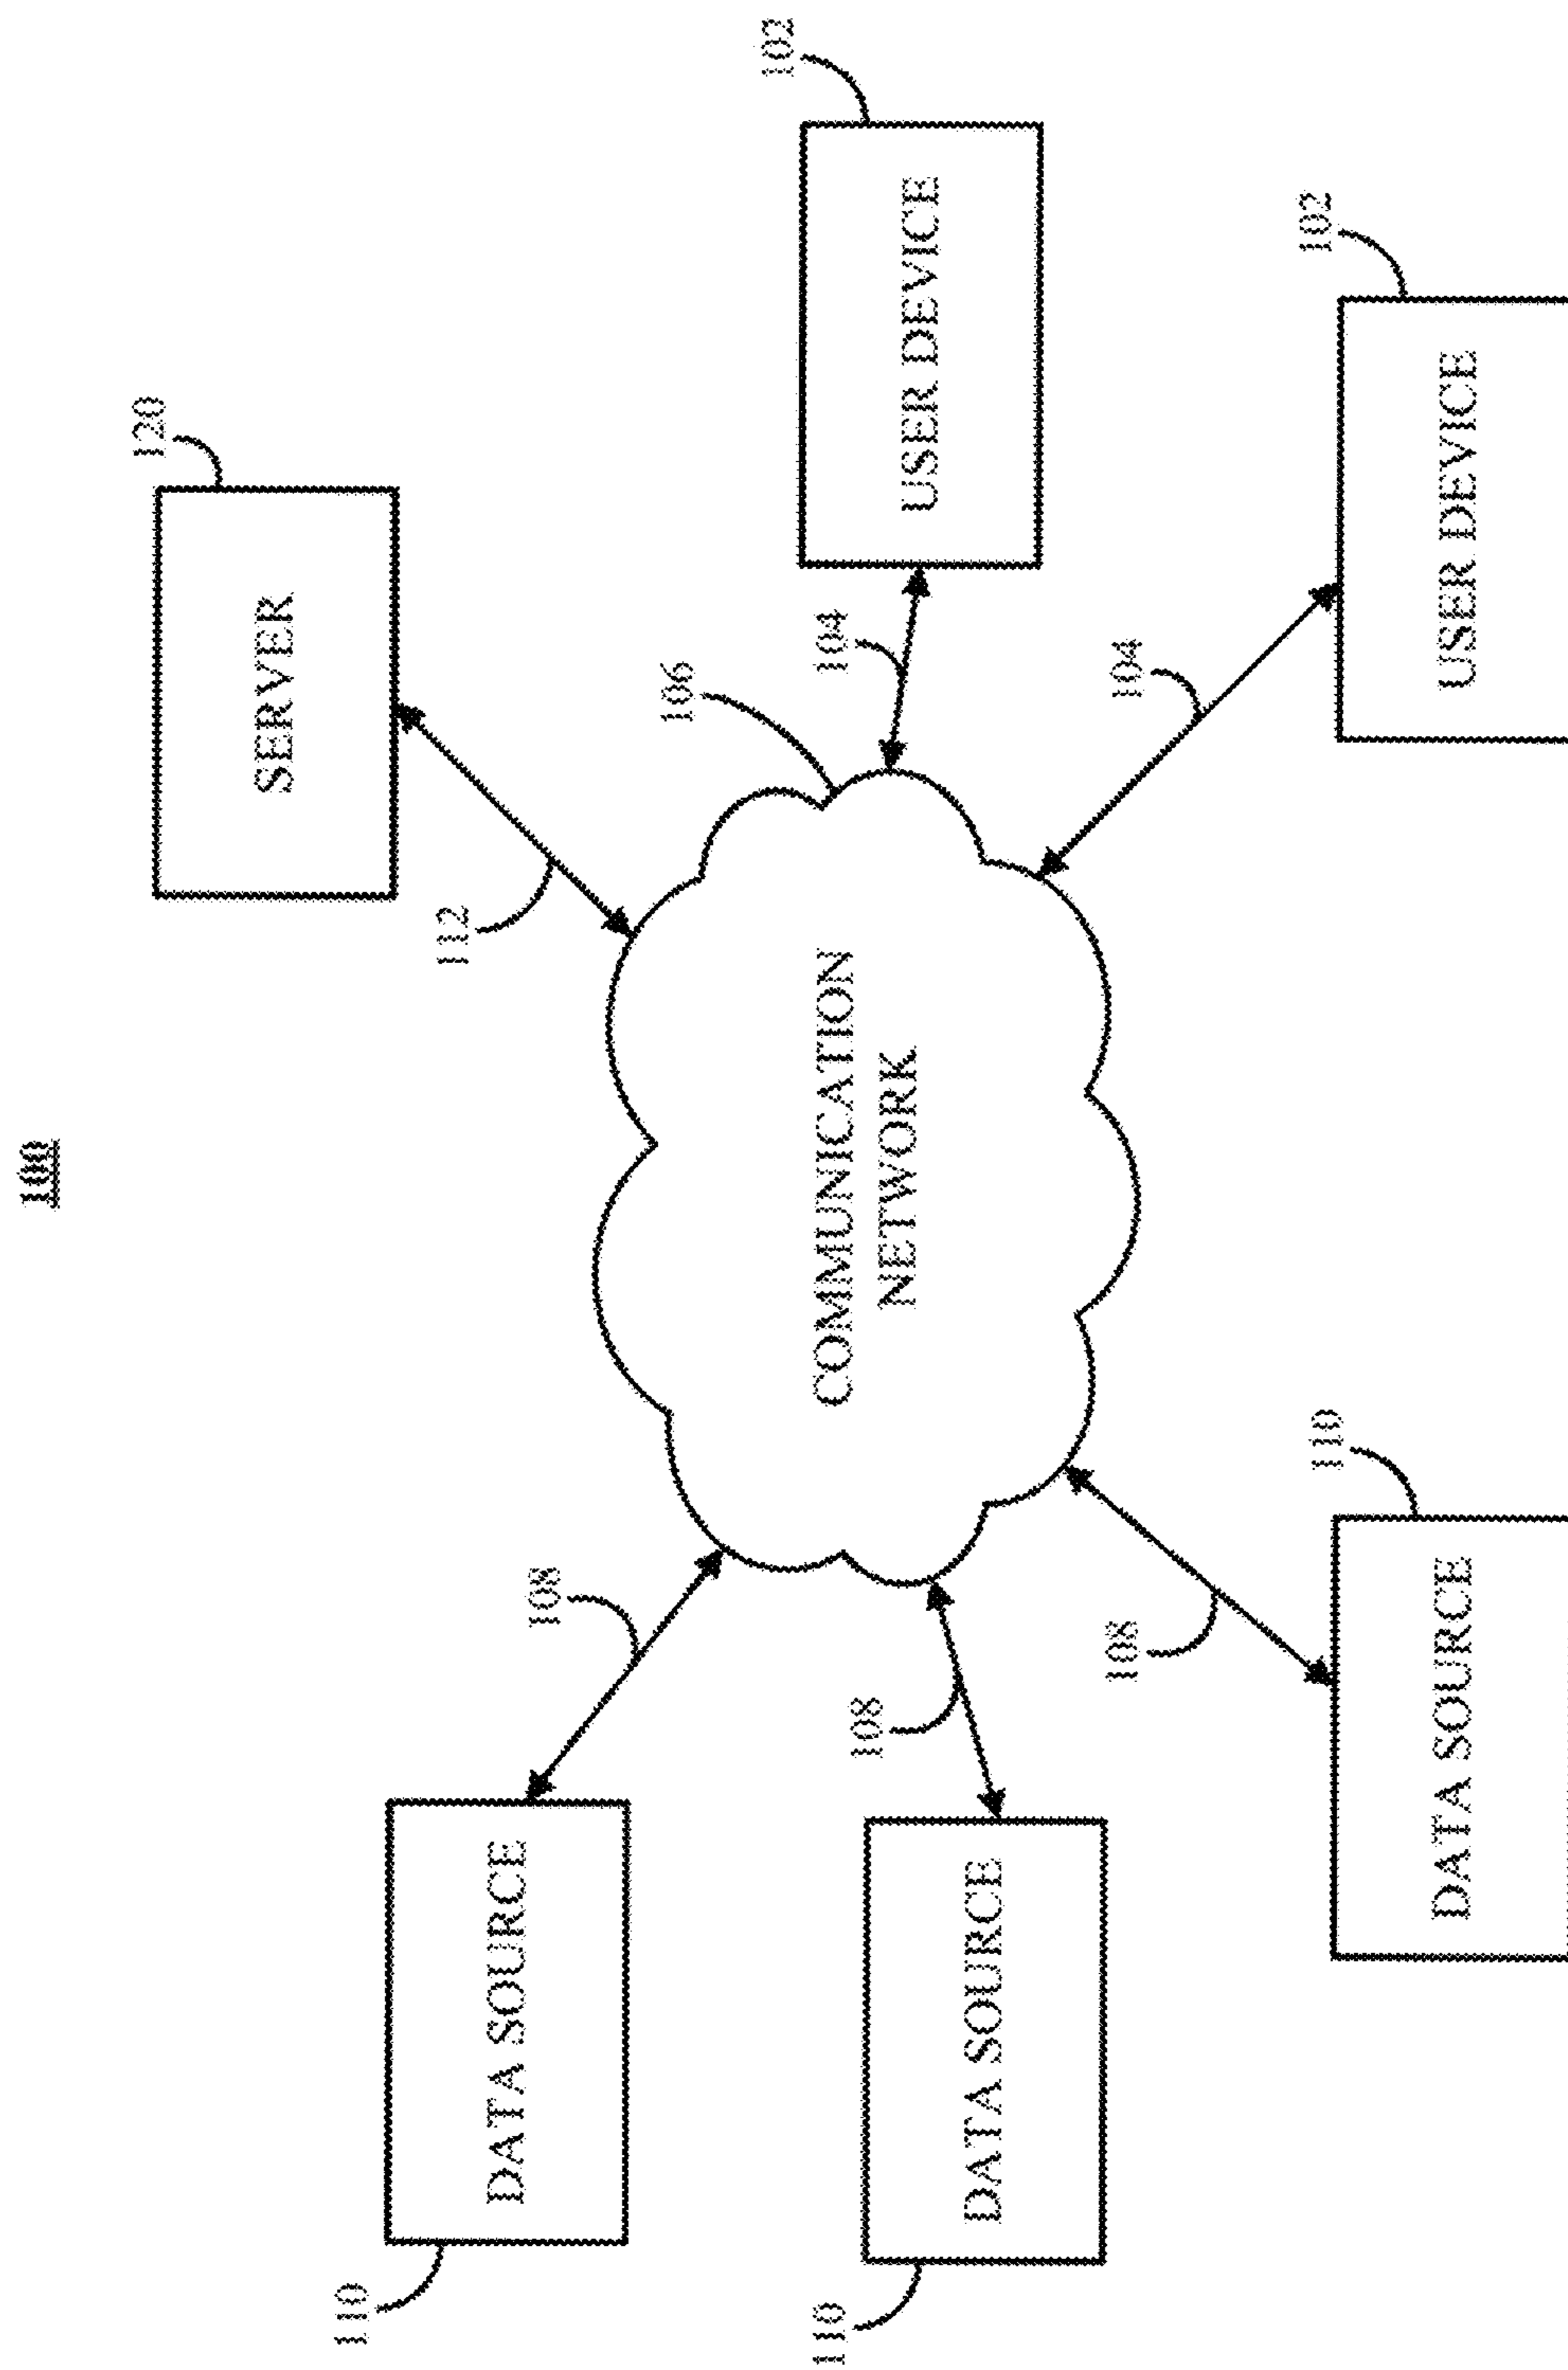 100
120
SERVER
112
106
108
DATA SOURCE
110
COMMUNICATION
NETWORK
104
USER DEVICE
102
108
DATA SOURCE
110
104
USER DEVICE
102
108
DATA SOURCE
110